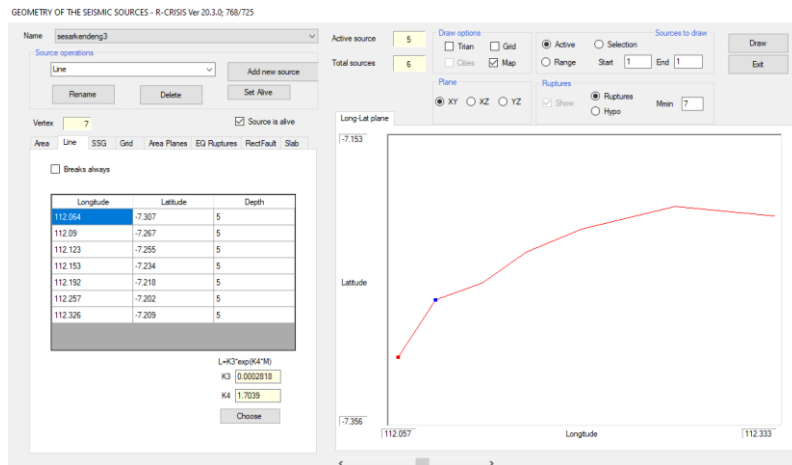 GEOMETRY OF THE SEISMIC SOURCES - R-CRISIS Ver 20.3.0; 768/725
Name sesarkendeng3
Source operations
Line
Add new source
Rename Delete Set Alive
Vertex 7 Source is alive
Area Line SSG Grid Area Planes EQ Ruptures RectFault Slab
Breaks always
Longitude Latitude Depth
112.064 -7.307 5
112.09 -7.267 5
112.123 -7.255 5
112.153 -7.234 5
112.192 -7.218 5
112.257 -7.202 5
112.326 -7.209 5
L=K3*exp(K4*M)
K3 0.0002818
K4 1.7039
Choose
Active source 5
Total sources 6
Draw options
Trian Grid
Cities Map
Sources to draw
Active Selection
Range Start 1 End 1
Draw
Exit
Plane
XY XZ YZ
Ruptures
Show Ruptures
Hypo
Mmin 7
Long-Lat plane
-7.153
Latitude
-7.356
112.057 Longitude 112.333